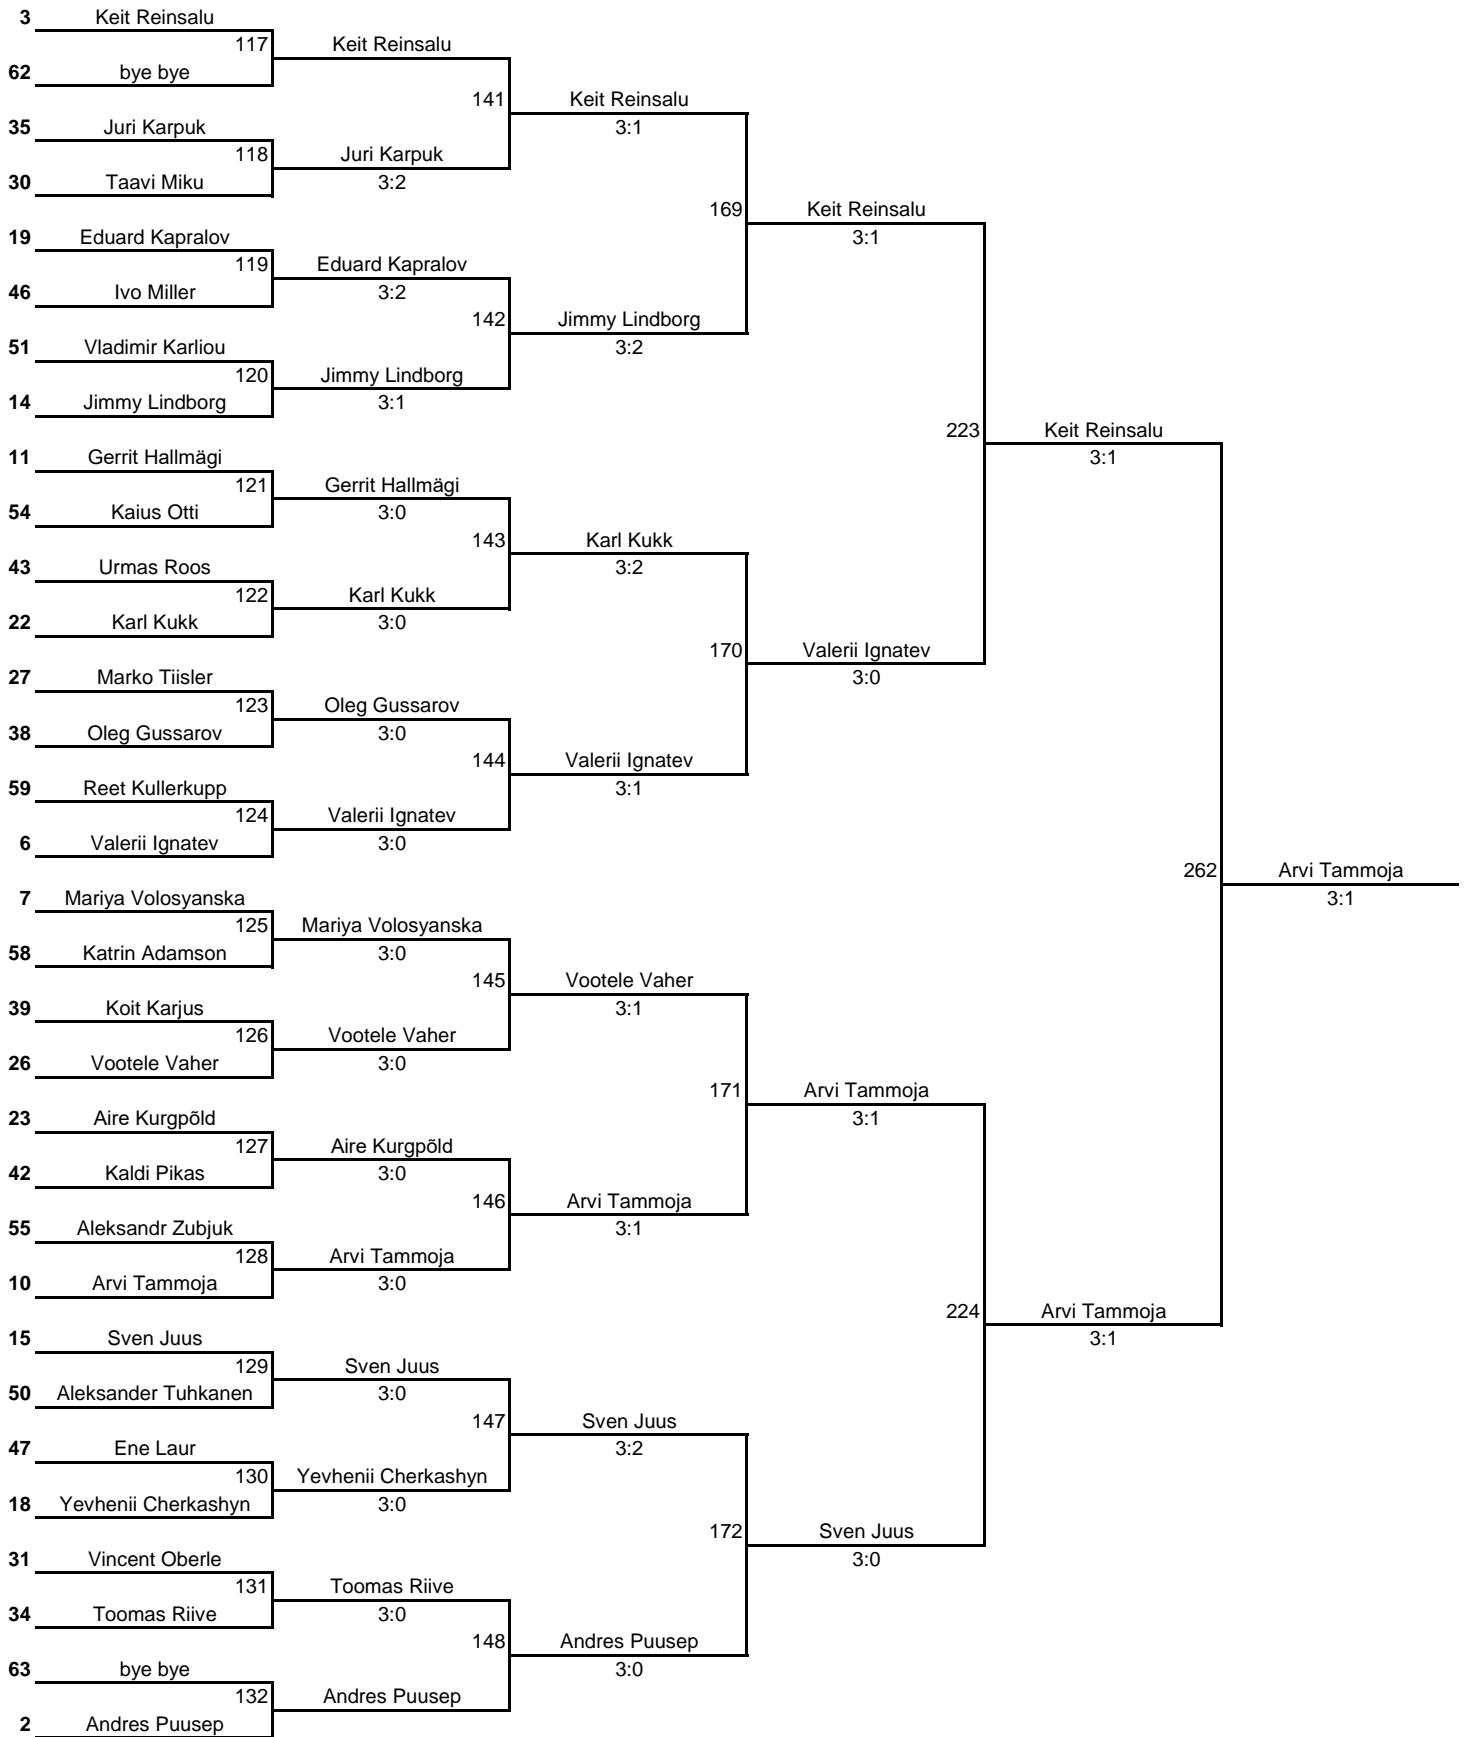 3 Keit Reinsalu
117 Keit Reinsalu
62 bye bye
141 Keit Reinsalu
35 Juri Karpuk 3:1
118 Juri Karpuk
30 Taavi Miku 3:2
169 Keit Reinsalu
19 Eduard Kapralov 3:1
119 Eduard Kapralov
46 Ivo Miller 3:2
142 Jimmy Lindborg
51 Vladimir Karliou 3:2
120 Jimmy Lindborg
14 Jimmy Lindborg 3:1
223 Keit Reinsalu
11 Gerrit Hallmägi 3:1
121 Gerrit Hallmägi
54 Kaius Otti 3:0
143 Karl Kukk
43 Urmas Roos 3:2
122 Karl Kukk
22 Karl Kukk 3:0
170 Valerii Ignatev
27 Marko Tiisler 3:0
123 Oleg Gussarov
38 Oleg Gussarov 3:0
144 Valerii Ignatev
59 Reet Kullerkupp 3:1
124 Valerii Ignatev
6 Valerii Ignatev 3:0
262 Arvi Tammoja
7 Mariya Volosyanska 3:1
125 Mariya Volosyanska
58 Katrin Adamson 3:0
145 Vootele Vaher
39 Koit Karjus 3:1
126 Vootele Vaher
26 Vootele Vaher 3:0
171 Arvi Tammoja
23 Aire Kurgpõld 3:1
127 Aire Kurgpõld
42 Kaldi Pikas 3:0
146 Arvi Tammoja
55 Aleksandr Zubjuk 3:1
128 Arvi Tammoja
10 Arvi Tammoja 3:0
224 Arvi Tammoja
15 Sven Juus 3:1
129 Sven Juus
50 Aleksander Tuhkanen 3:0
147 Sven Juus
47 Ene Laur 3:2
130 Yevhenii Cherkashyn
18 Yevhenii Cherkashyn 3:0
172 Sven Juus
31 Vincent Oberle 3:0
131 Toomas Riive
34 Toomas Riive 3:0
148 Andres Puusep
63 bye bye 3:0
132 Andres Puusep
2 Andres Puusep